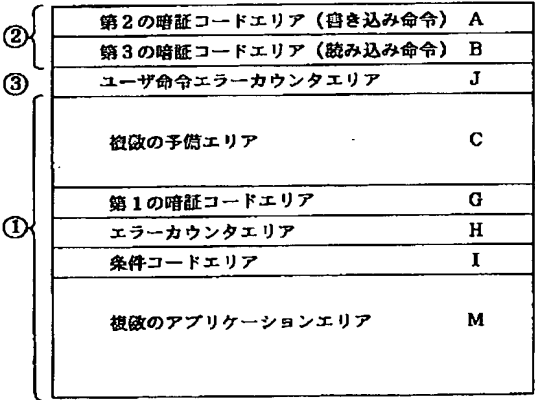 ② 第2の暗証コードエリア（書き込み命令） A
第3の暗証コードエリア（読み込み命令） B
③ ユーザ命令エラーカウンタエリア J
複数の予備エリア C
① 第1の暗証コードエリア G
エラーカウンタエリア H
条件コードエリア I
複数のアプリケーションエリア M